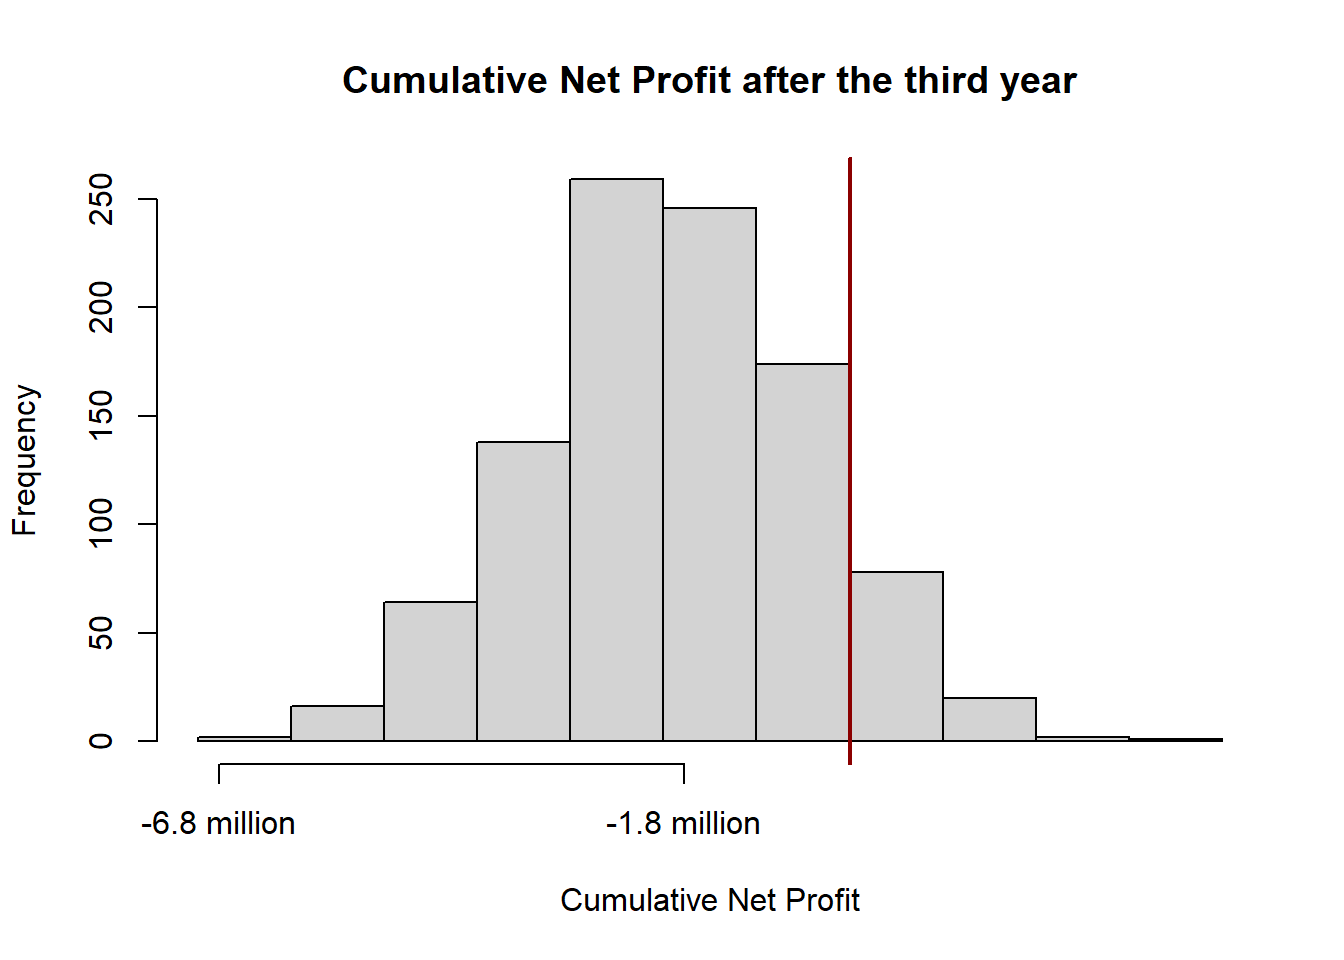 Cumulative Net Profit after the third year
Frequency
250
200
150
100
50
0
-6.8 million
-1.8 million
Cumulative Net Profit